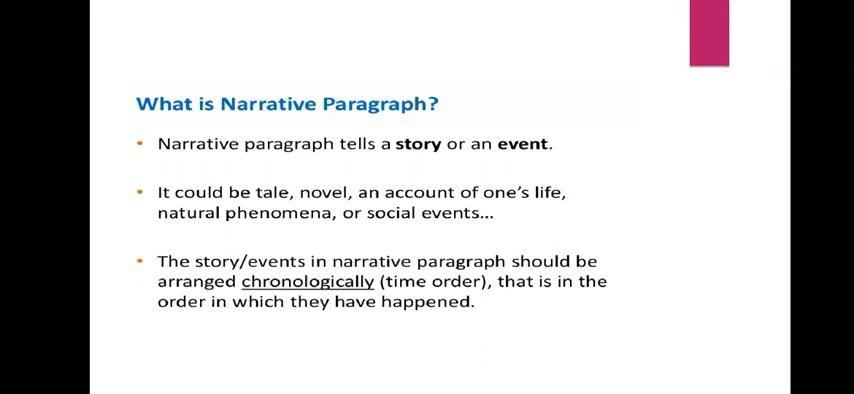 What is Narrative Paragraph?
• Narrative paragraph tells a story or an event.
• It could be tale, novel, an account of one's life,
natural phenomena, or social events...
• The story/events in narrative paragraph should be
arranged chronologically (time order), that is in the
order in which they have happened.